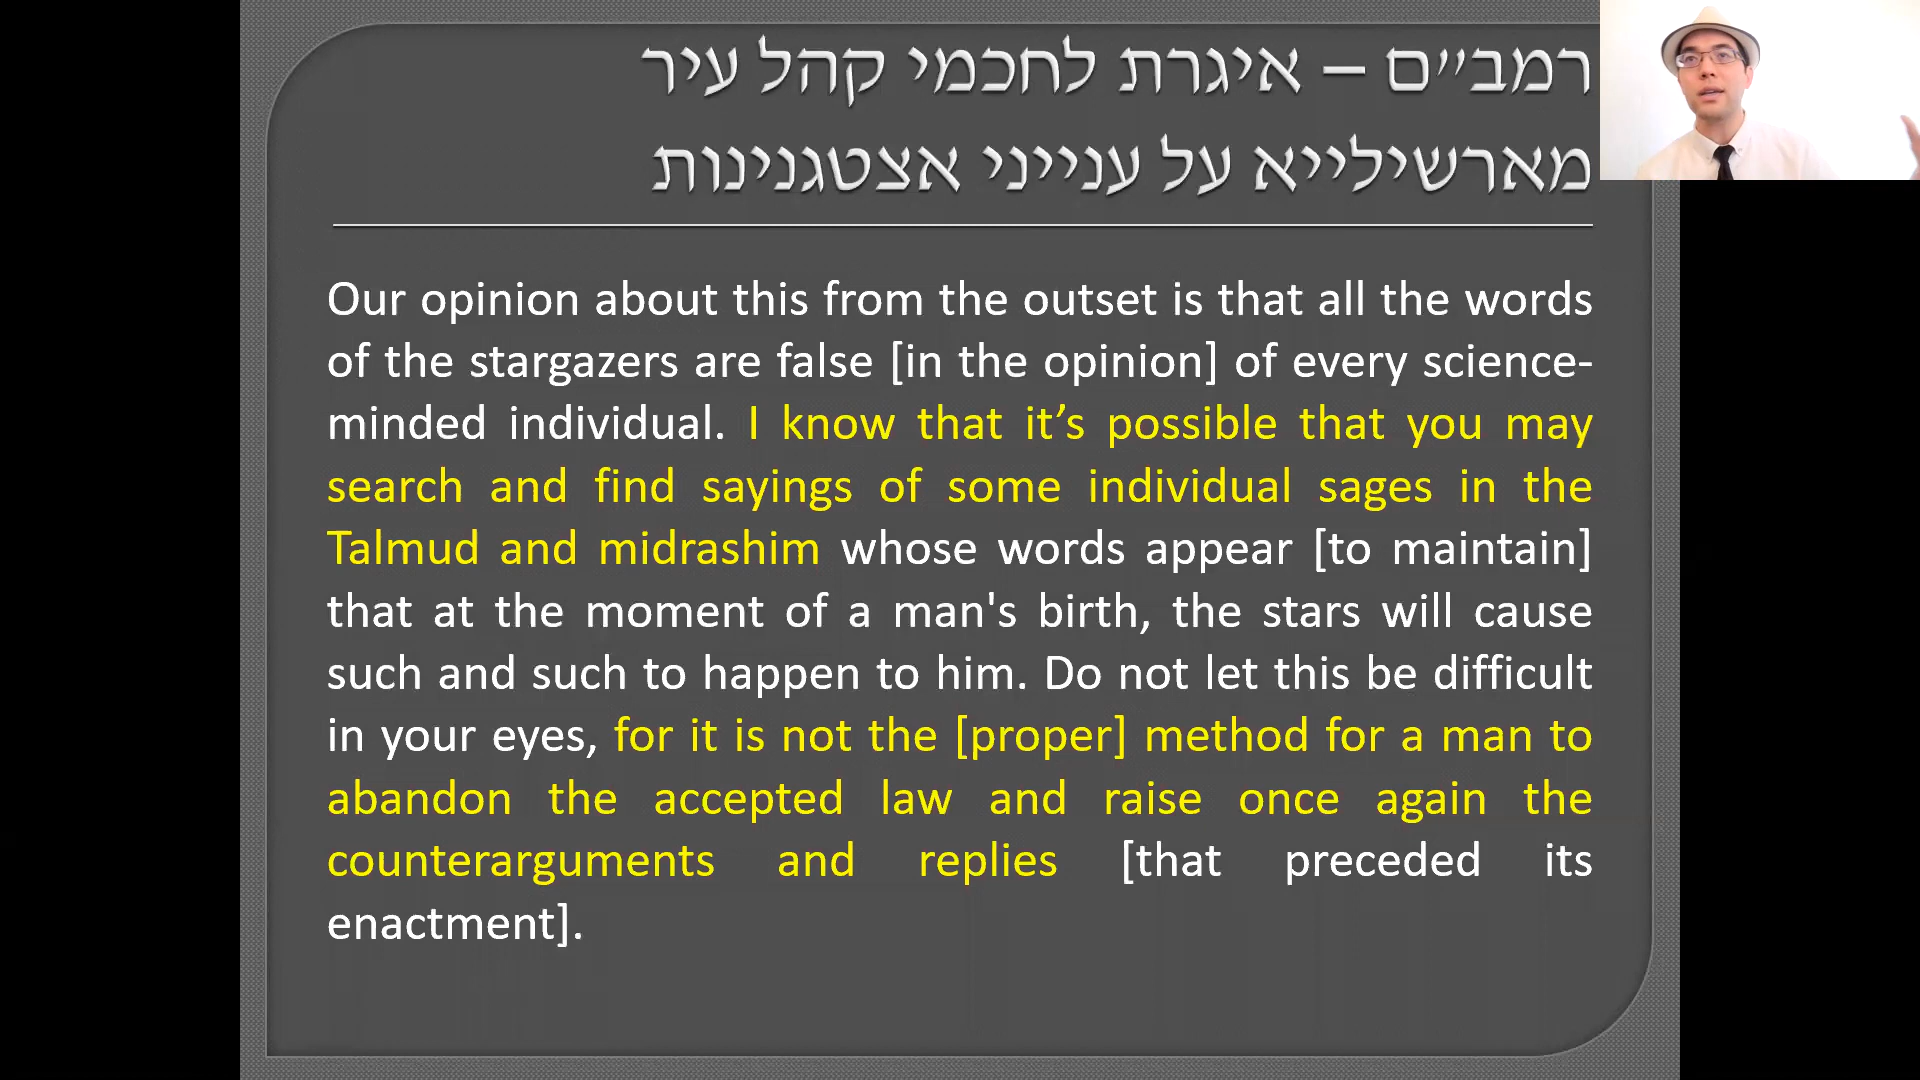 רמב״ם – איגרת לחכמי קהל עיר
מארשילייא על ענייני אצטגנינות
Our opinion about this from the outset is that all the words
of the stargazers are false [in the opinion] of every science-
minded individual. I know that it’s possible that you may
search and find sayings of some individual sages in the
Talmud and midrashim whose words appear [to maintain]
that at the moment of a man's birth, the stars will cause
such and such to happen to him. Do not let this be difficult
in your eyes, for it is not the [proper] method for a man to
abandon the accepted law and raise once again the
counterarguments and replies [that preceded its
enactment].